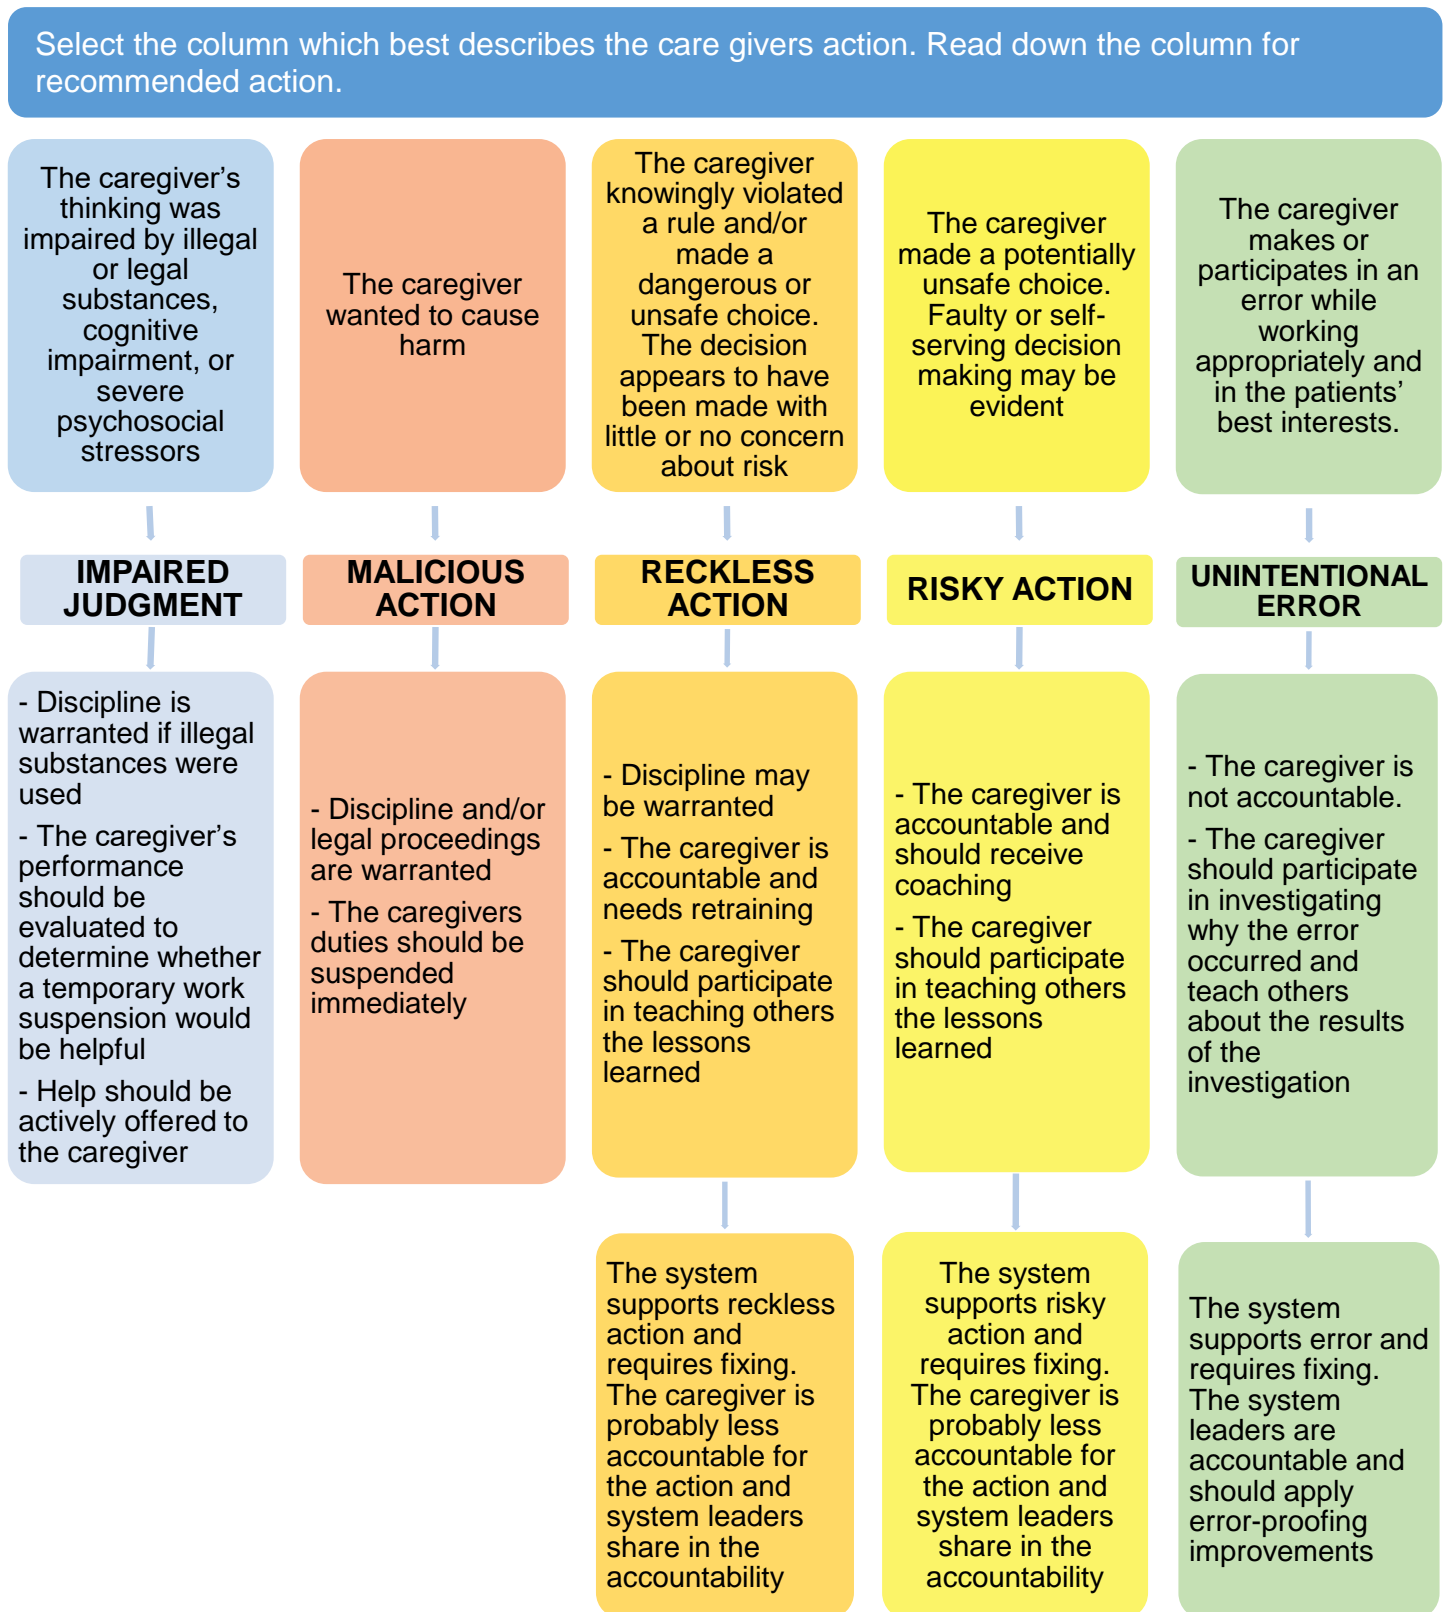 Select the column which best describes the care givers action. Read down the column for
recommended action.
The caregiver’s
thinking was
impaired by illegal
or legal
substances,
cognitive
impairment, or
severe
psychosocial
stressors
The caregiver
wanted to cause
harm
The caregiver
knowingly violated
a rule and/or
made a
dangerous or
unsafe choice.
The decision
appears to have
been made with
little or no concern
about risk
The caregiver
made a potentially
unsafe choice.
Faulty or self-
serving decision
making may be
evident
The caregiver
makes or
participates in an
error while
working
appropriately and
in the patients’
best interests.
IMPAIRED
JUDGMENT
MALICIOUS
ACTION
RECKLESS
ACTION
RISKY ACTION
UNINTENTIONAL
ERROR
- Discipline is
warranted if illegal
substances were
used
- The caregiver’s
performance
should be
evaluated to
determine whether
a temporary work
suspension would
be helpful
- Help should be
actively offered to
the caregiver
- Discipline and/or
legal proceedings
are warranted
- The caregivers
duties should be
suspended
immediately
- Discipline may
be warranted
- The caregiver is
accountable and
needs retraining
- The caregiver
should participate
in teaching others
the lessons
learned
- The caregiver is
accountable and
should receive
coaching
- The caregiver
should participate
in teaching others
the lessons
learned
- The caregiver is
not accountable.
- The caregiver
should participate
in investigating
why the error
occurred and
teach others
about the results
of the
investigation
The system
supports reckless
action and
requires fixing.
The caregiver is
probably less
accountable for
the action and
system leaders
share in the
accountability
The system
supports risky
action and
requires fixing.
The caregiver is
probably less
accountable for
the action and
system leaders
share in the
accountability
The system
supports error and
requires fixing.
The system
leaders are
accountable and
should apply
error-proofing
improvements